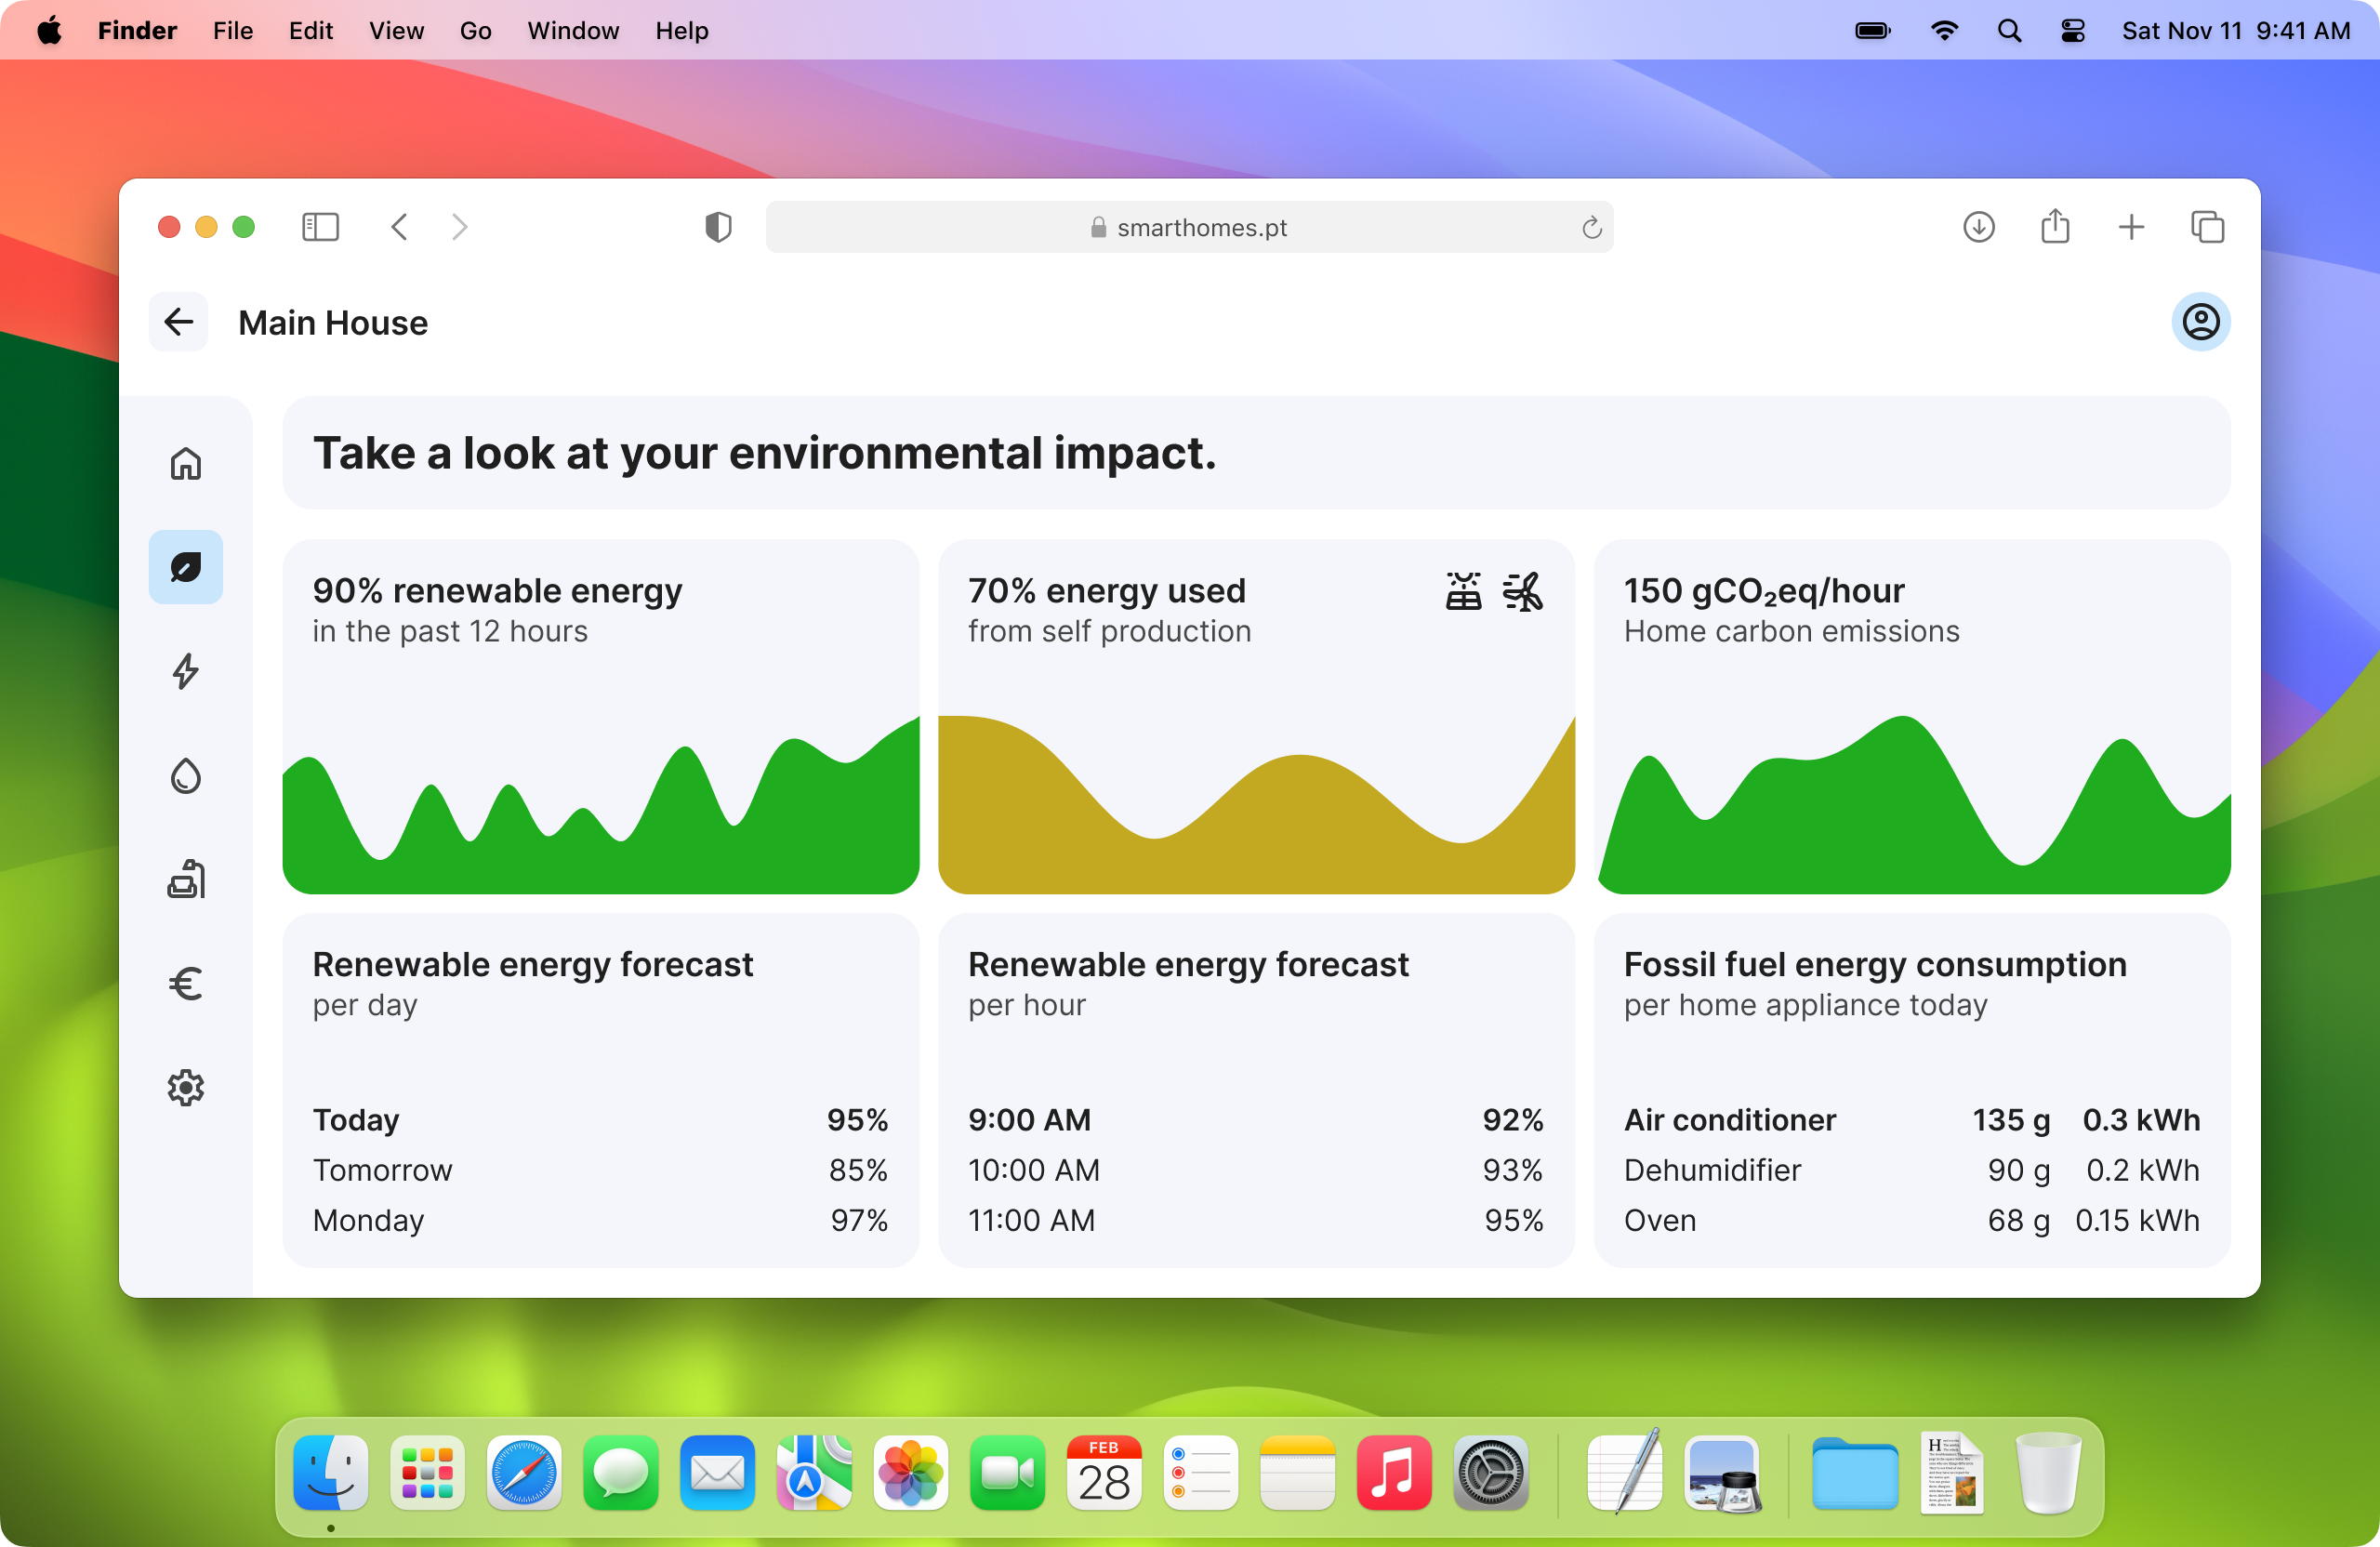 Finder File Edit View Go Window Help Sat Nov 11 9:41 AM
smarthomes.pt
Main House
Take a look at your environmental impact.
90% renewable energy
in the past 12 hours
70% energy used
from self production
150 gCO₂eq/hour
Home carbon emissions
Renewable energy forecast
per day
Today 95%
Tomorrow 85%
Monday 97%
Renewable energy forecast
per hour
9:00 AM 92%
10:00 AM 93%
11:00 AM 95%
Fossil fuel energy consumption
per home appliance today
Air conditioner 135 g 0.3 kWh
Dehumidifier 90 g 0.2 kWh
Oven 68 g 0.15 kWh
FEB
28